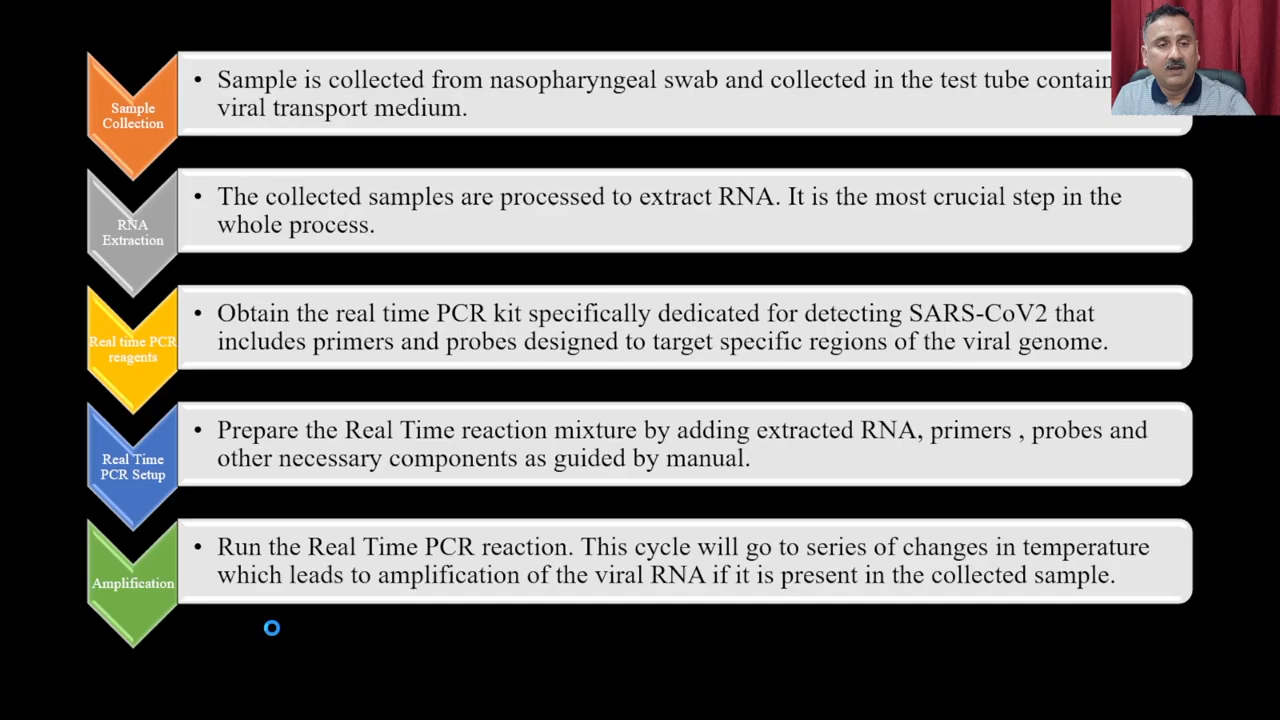 Sample
Collection
• Sample is collected from nasopharyngeal swab and collected in the test tube
viral transport medium.
RNA
Extraction
• The collected samples are processed to extract RNA. It is the most crucial step in the
whole process.
Real time PCR
reagents
• Obtain the real time PCR kit specifically dedicated for detecting SARS-CoV2 that
includes primers and probes designed to target specific regions of the viral genome.
Real Time
PCR Setup
• Prepare the Real Time reaction mixture by adding extracted RNA, primers , probes and
other necessary components as guided by manual.
Amplification
• Run the Real Time PCR reaction. This cycle will go to series of changes in temperature
which leads to amplification of the viral RNA if it is present in the collected sample.